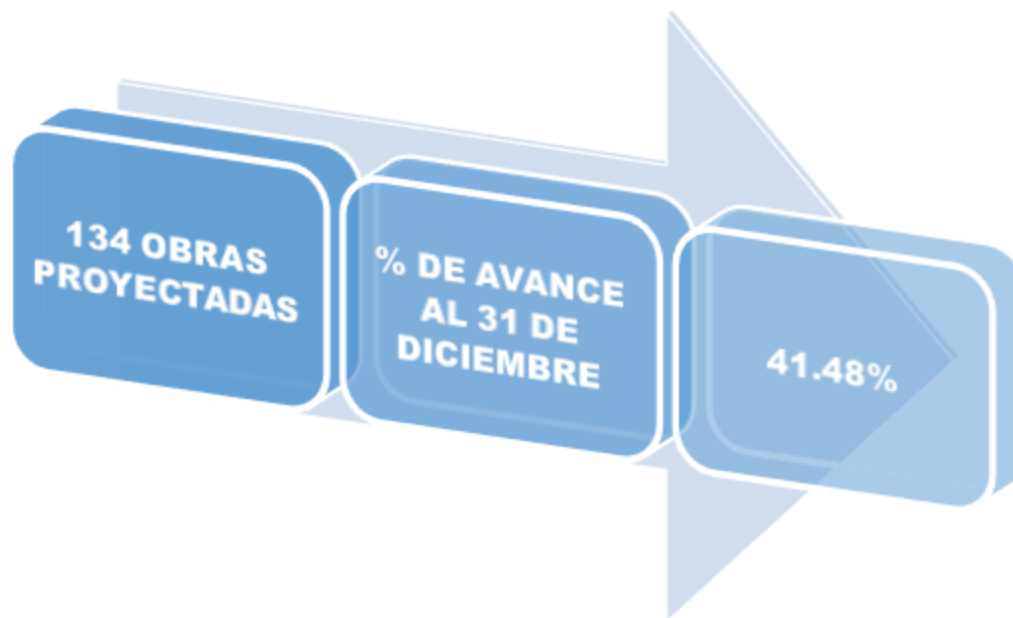 134 OBRAS
PROYECTADAS
% DE AVANCE
AL 31 DE
DICIEMBRE
41.48%